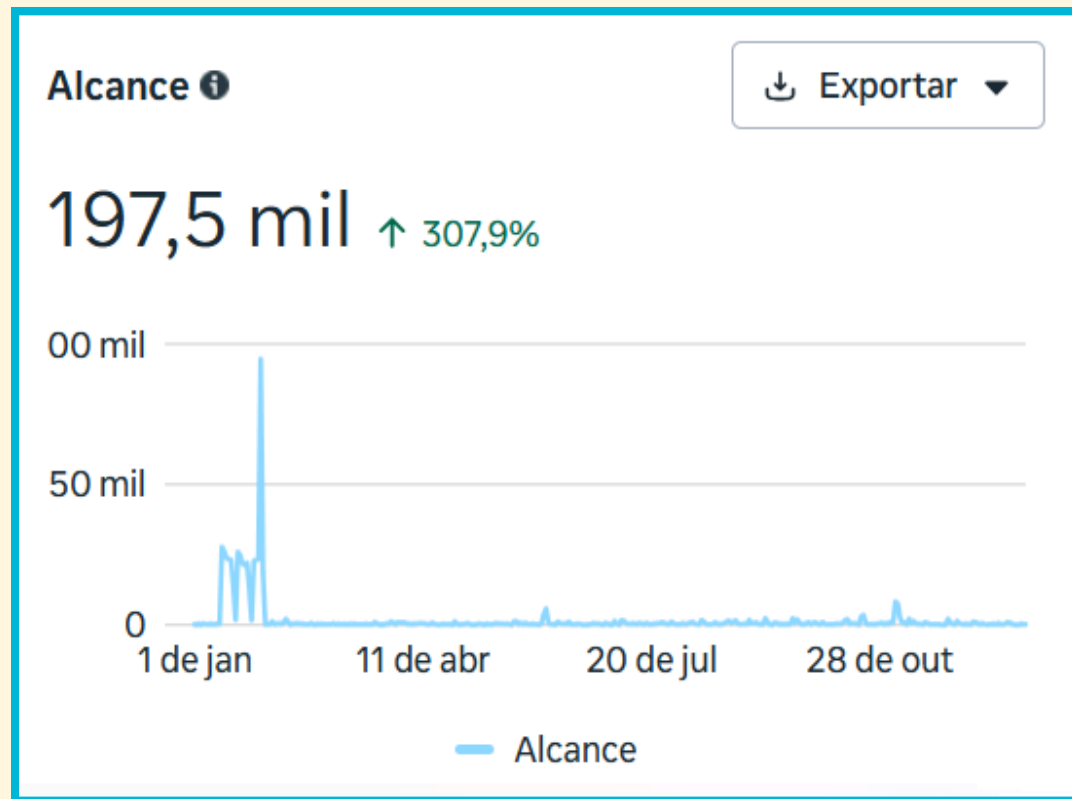 Alcance
Exportar
197,5 mil ↑ 307,9%
00 mil
50 mil
0
1 de jan 11 de abr 20 de jul 28 de out
Alcance